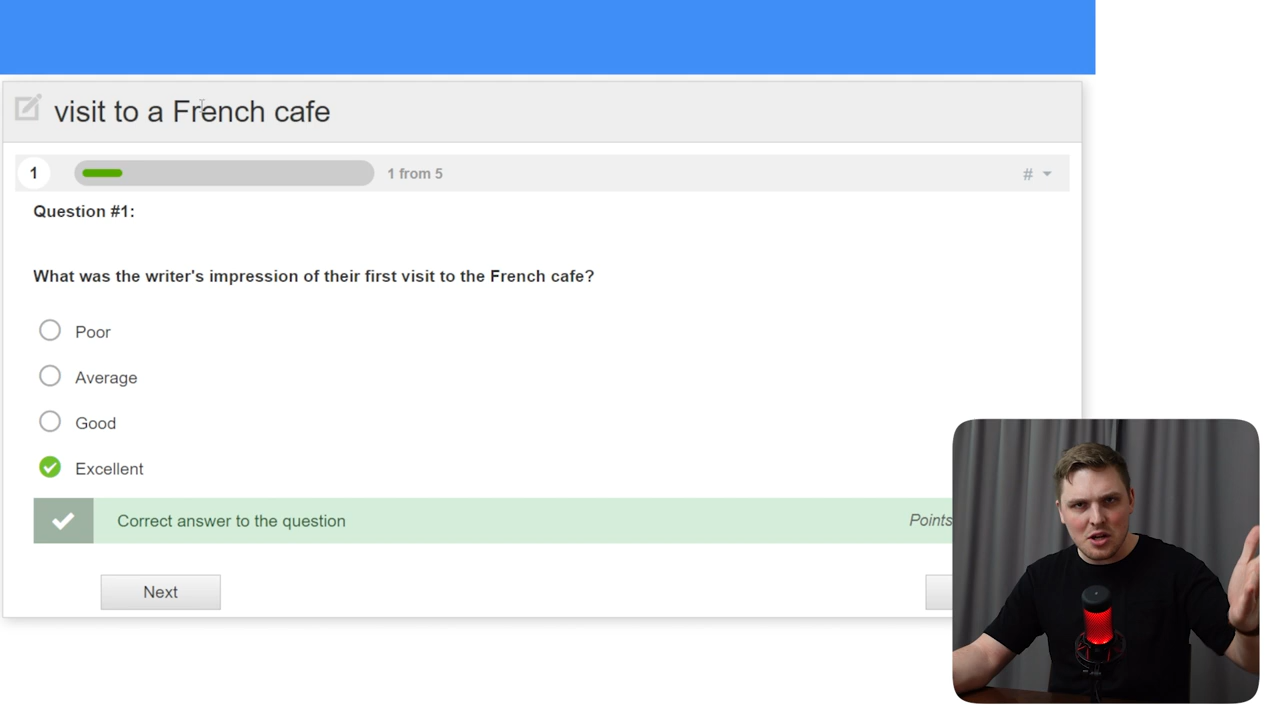 visit to a French cafe
1
1 from 5
#
Question #1:
What was the writer's impression of their first visit to the French cafe?
Poor
Average
Good
Excellent
Correct answer to the question
Points
Next